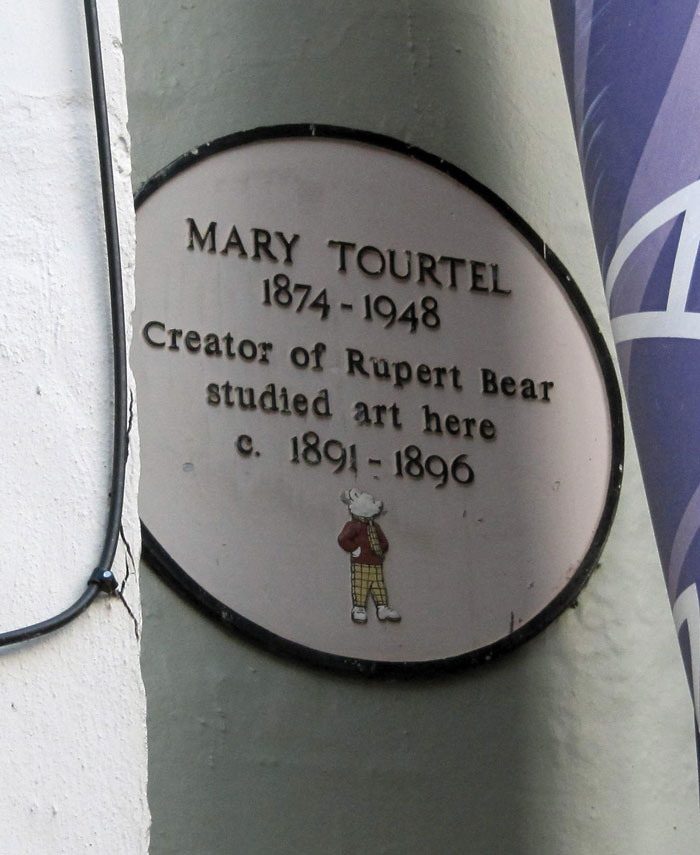 MARY TOURTEL
1874 - 1948
Creator of Rupert Bear
studied art here
c. 1891 - 1896